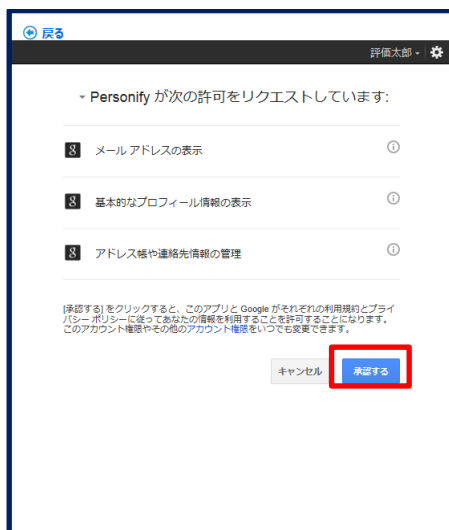 戻る
評価太郎
Personify が次の許可をリクエストしています:
メール アドレスの表示
基本的なプロフィール情報の表示
アドレス帳や連絡先情報の管理
[承認する] をクリックすると、このアプリと Google がそれぞれの利用規約とプライ
バシー ポリシーに従ってあなたの情報を利用することを許可することになります。
このアカウント権限やその他のアカウント権限をいつでも変更できます。
キャンセル 承認する